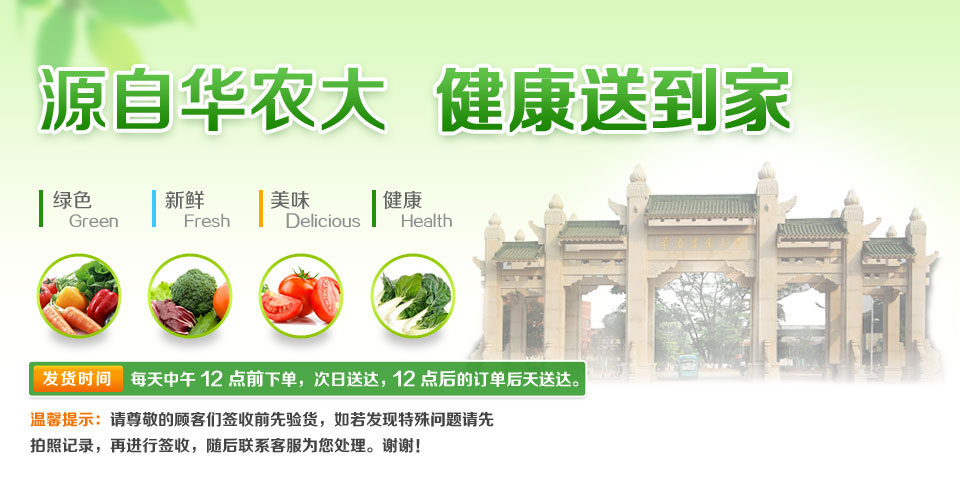 源自华农大 健康送到家
绿色 新鲜 美味 健康
Green Fresh Delicious Health
发货时间 每天中午 12 点前下单，次日送达，12 点后的订单后天送达。
温馨提示：请尊敬的顾客们签收前先验货，如若发现特殊问题请先
拍照记录，再进行签收，随后联系客服为您处理。谢谢！